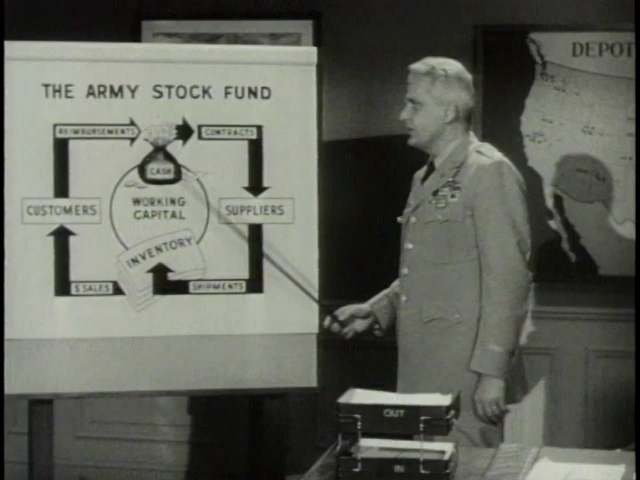 DEPOT
THE ARMY STOCK FUND
REIMBURSEMENTS
CONTRACTS
CASH
WORKING
CAPITAL
CUSTOMERS
SUPPLIERS
INVENTORY
$ SALES
SHIPMENTS
OUT
IN